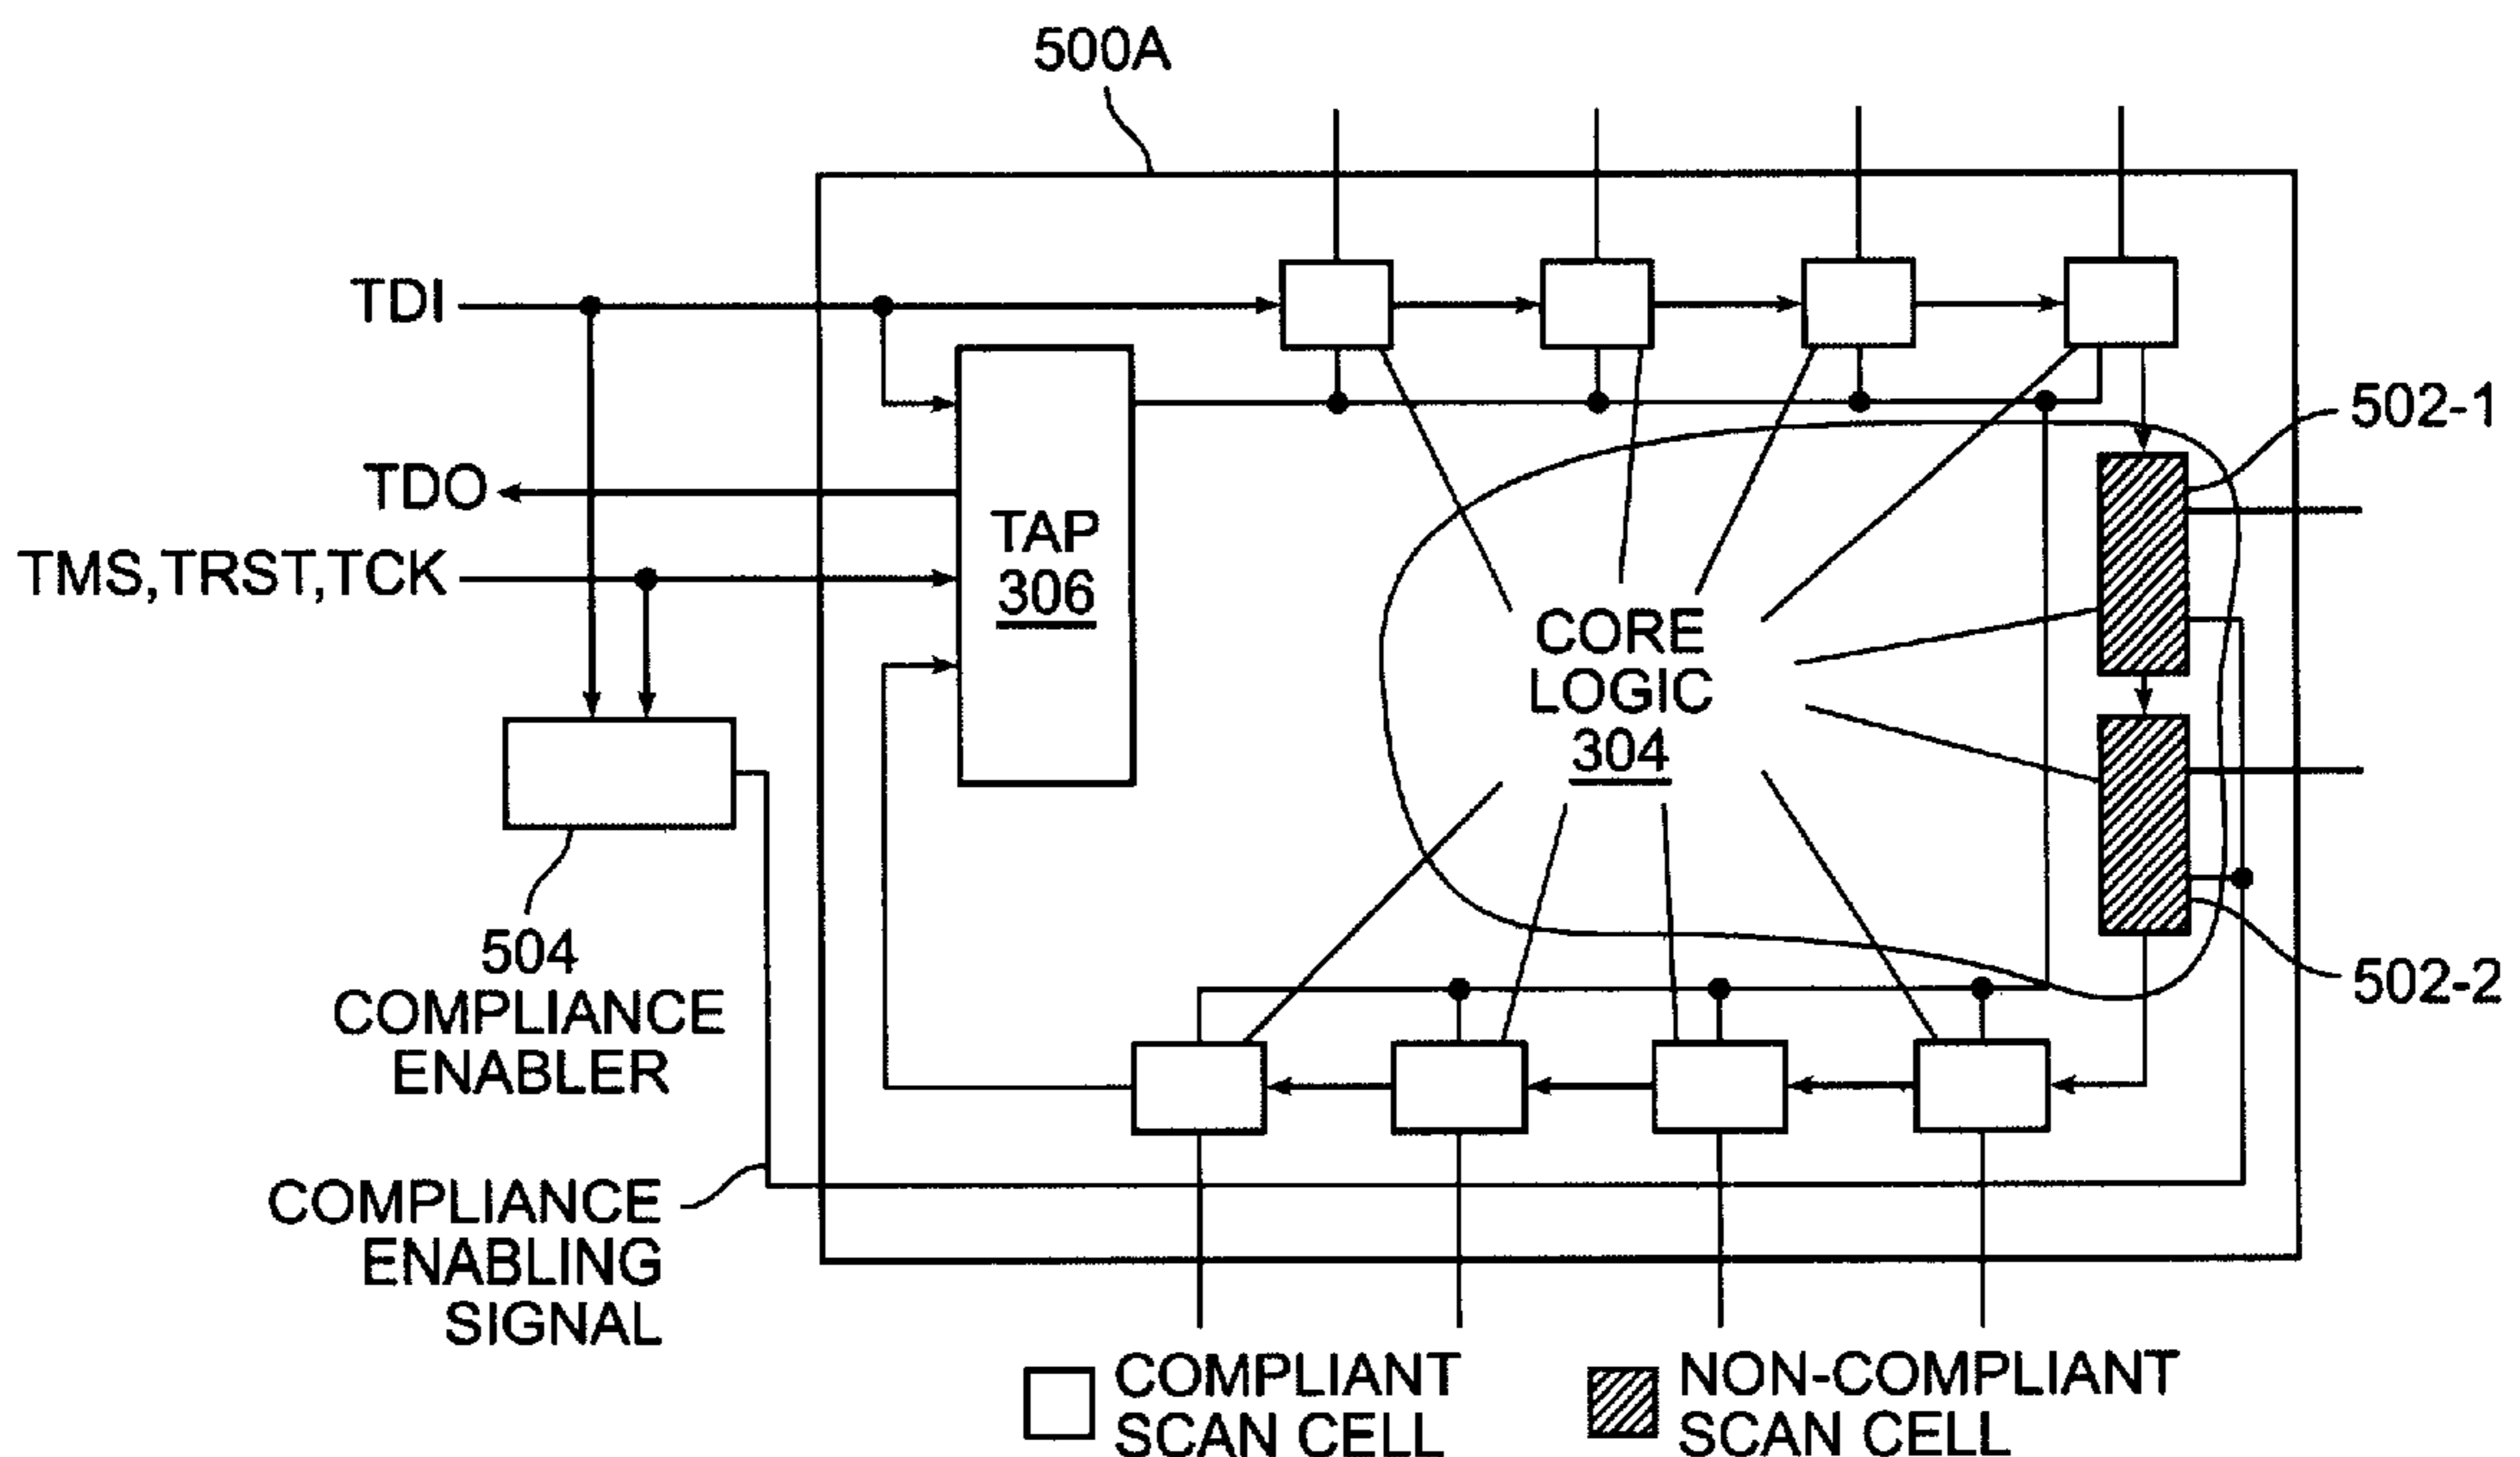 500A
TDI
502-1
TDO
TAP
306
TMS,TRST,TCK
CORE
LOGIC
304
504
COMPLIANCE
ENABLER
502-2
COMPLIANCE
ENABLING
SIGNAL
COMPLIANT
SCAN CELL
NON-COMPLIANT
SCAN CELL